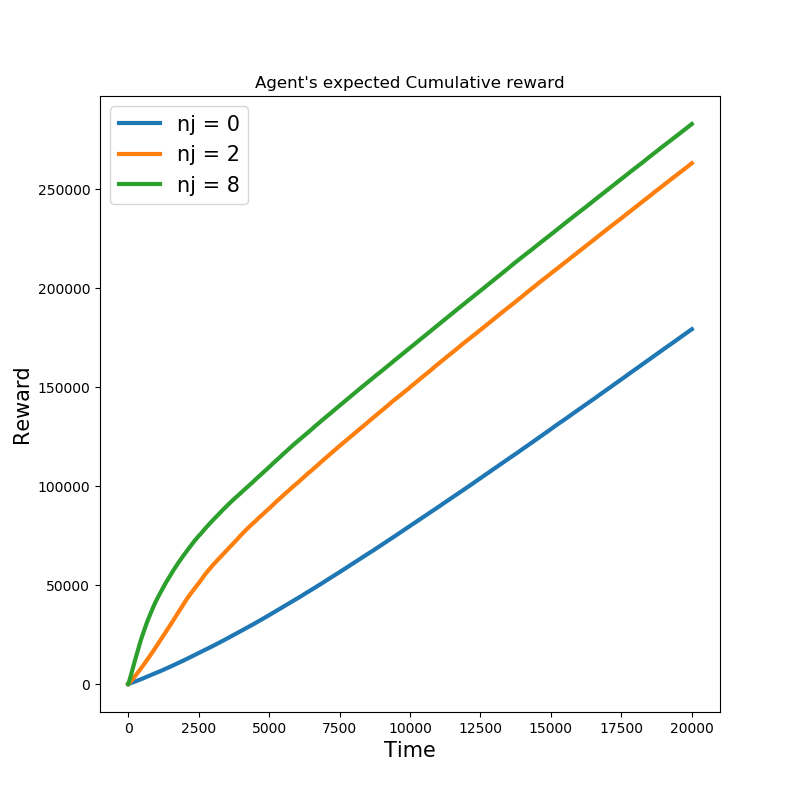 Agent's expected Cumulative reward
nj = 0
nj = 2
nj = 8
250000
200000
150000
100000
50000
0
Reward
0 2500 5000 7500 10000 12500 15000 17500 20000
Time